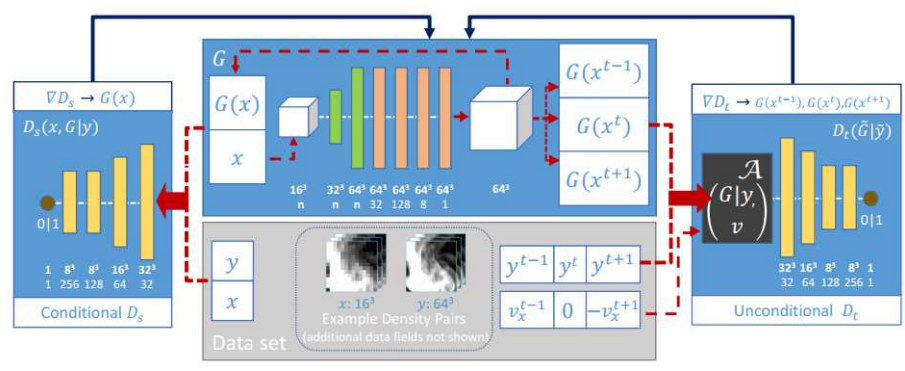 ∇D_s → G(x)
D_s(x, G|y)
0|1
1 8³ 8³ 16³ 32³
1 256 128 64 32
Conditional D_s
G
G(x)
x
16³ 32³ 64³ 64³ 64³ 64³ 64³ 64³
n n n 32 128 8 1
G(x^{t-1})
G(x^t)
G(x^{t+1})
y
x
Data set
x: 16³ y: 64³
Example Density Pairs
(additional data fields not shown)
y^{t-1} y^t y^{t+1}
v_x^{t-1} 0 −v_x^{t+1}
∇D_t → G(x^{t-1}), G(x^t), G(x^{t+1})
D_t(G̃|ỹ)
𝒜
(G|y,
v)
0|1
32³ 16³ 8³ 8³ 1
32 64 128 256 1
Unconditional D_t